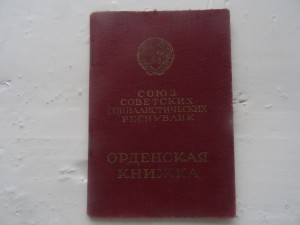 СОЮЗ
СОВЕТСКИХ
СОЦИАЛИСТИЧЕСКИХ
РЕСПУБЛИК
ОРДЕНСКАЯ
КНИЖКА